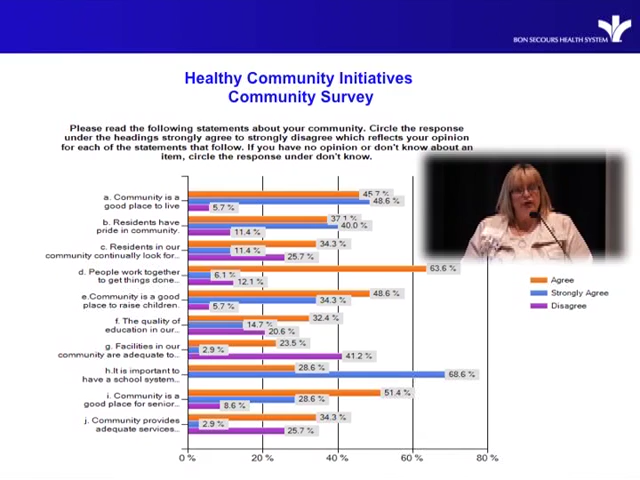 BON SECOURS HEALTH SYSTEM
Healthy Community Initiatives
Community Survey
Please read the following statements about your community. Circle the response
under the headings strongly agree to strongly disagree which reflects your opinion
for each of the statements that follow. If you have no opinion or don't know about an
item, circle the response under don't know.
a. Community is a
good place to live
45.7 %
48.6 %
5.7 %
b. Residents have
pride in community.
37.1 %
40.0 %
11.4 %
c. Residents in our
community continually look for...
34.3 %
11.4 %
25.7 %
d. People work together
to get things done...
63.6 %
6.1 %
12.1 %
e.Community is a good
place to raise children.
48.6 %
34.3 %
5.7 %
f. The quality of
education in our...
32.4 %
14.7 %
20.6 %
g. Facilities in our
community are adequate to...
23.5 %
2.9 %
41.2 %
h.It is important to
have a school system...
28.6 %
68.6 %
i. Community is a
good place for senior...
51.4 %
28.6 %
8.6 %
j. Community provides
adequate services...
34.3 %
2.9 %
25.7 %
0 % 20 % 40 % 60 % 80 %
Agree
Strongly Agree
Disagree